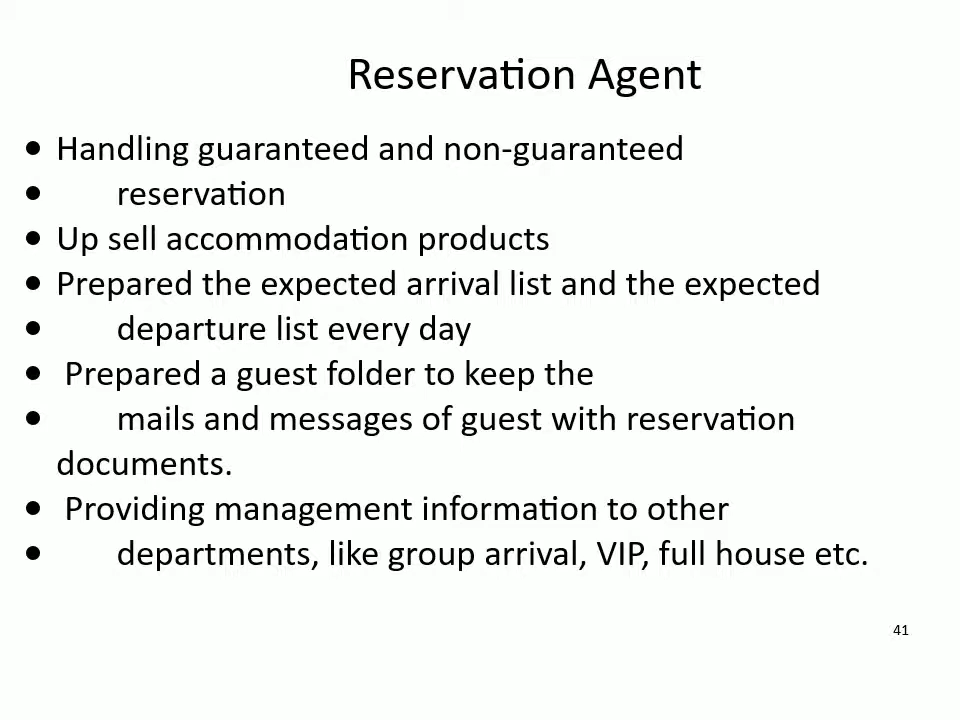 Reservation Agent
• Handling guaranteed and non-guaranteed
• reservation
• Up sell accommodation products
• Prepared the expected arrival list and the expected
• departure list every day
• Prepared a guest folder to keep the
• mails and messages of guest with reservation
documents.
• Providing management information to other
• departments, like group arrival, VIP, full house etc.
41